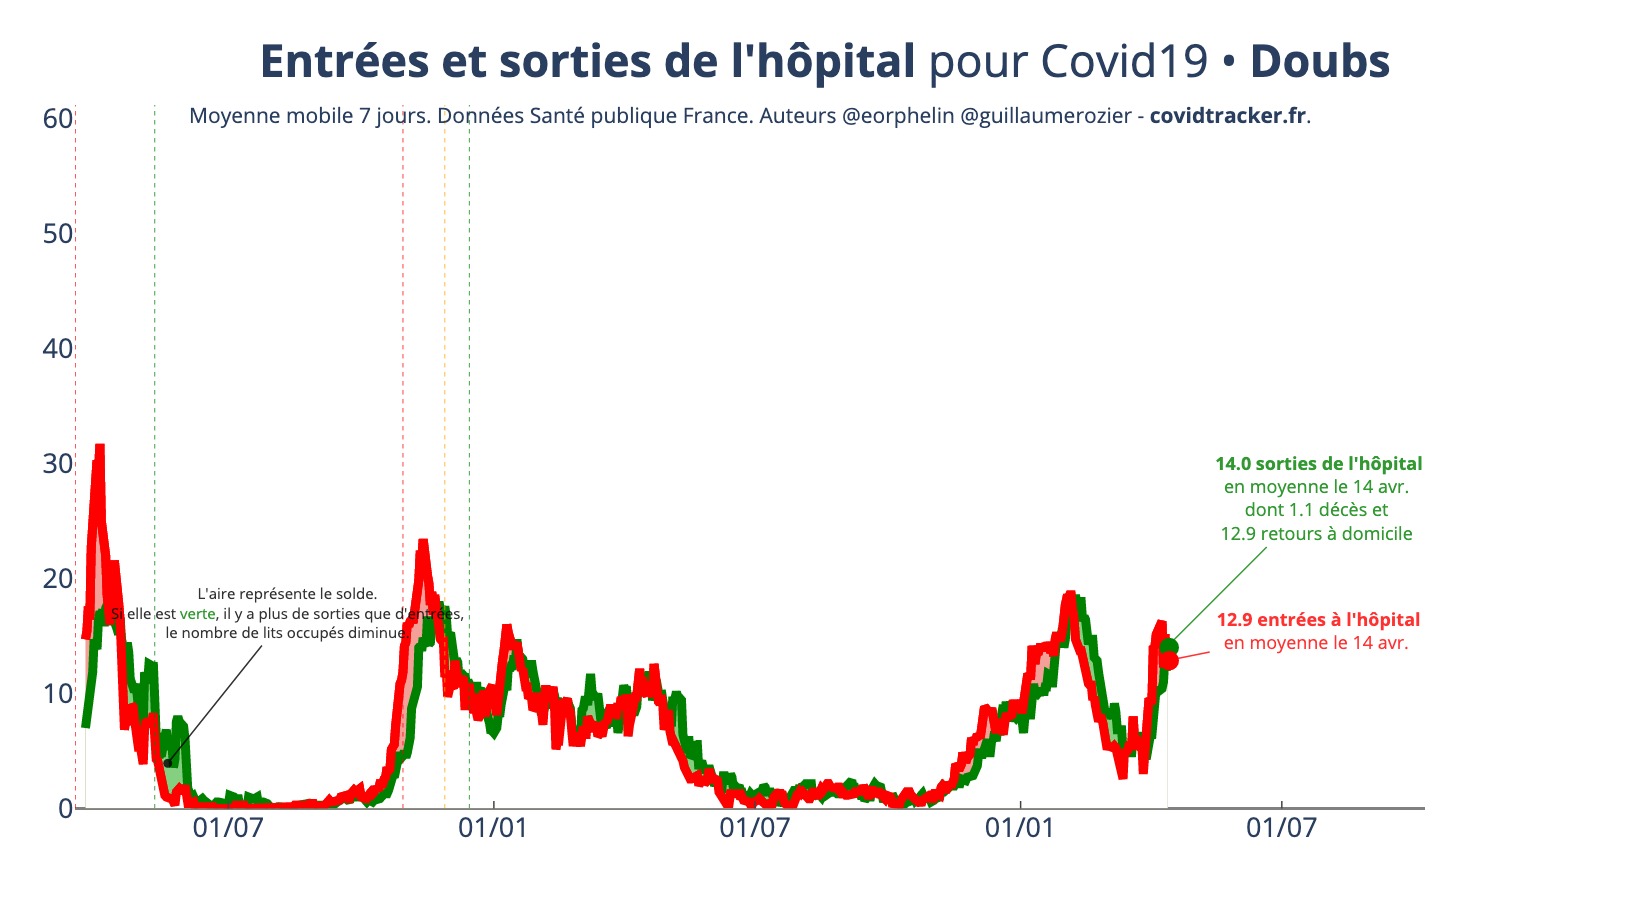 Entrées et sorties de l'hôpital pour Covid19 • Doubs
Moyenne mobile 7 jours. Données Santé publique France. Auteurs @eorphelin @guillaumerozier - covidtracker.fr.
60
50
40
30
20
10
0
L'aire représente le solde.
Si elle est verte, il y a plus de sorties que d'entrées,
le nombre de lits occupés diminue.
14.0 sorties de l'hôpital
en moyenne le 14 avr.
dont 1.1 décès et
12.9 retours à domicile
12.9 entrées à l'hôpital
en moyenne le 14 avr.
01/07
01/01
01/07
01/01
01/07